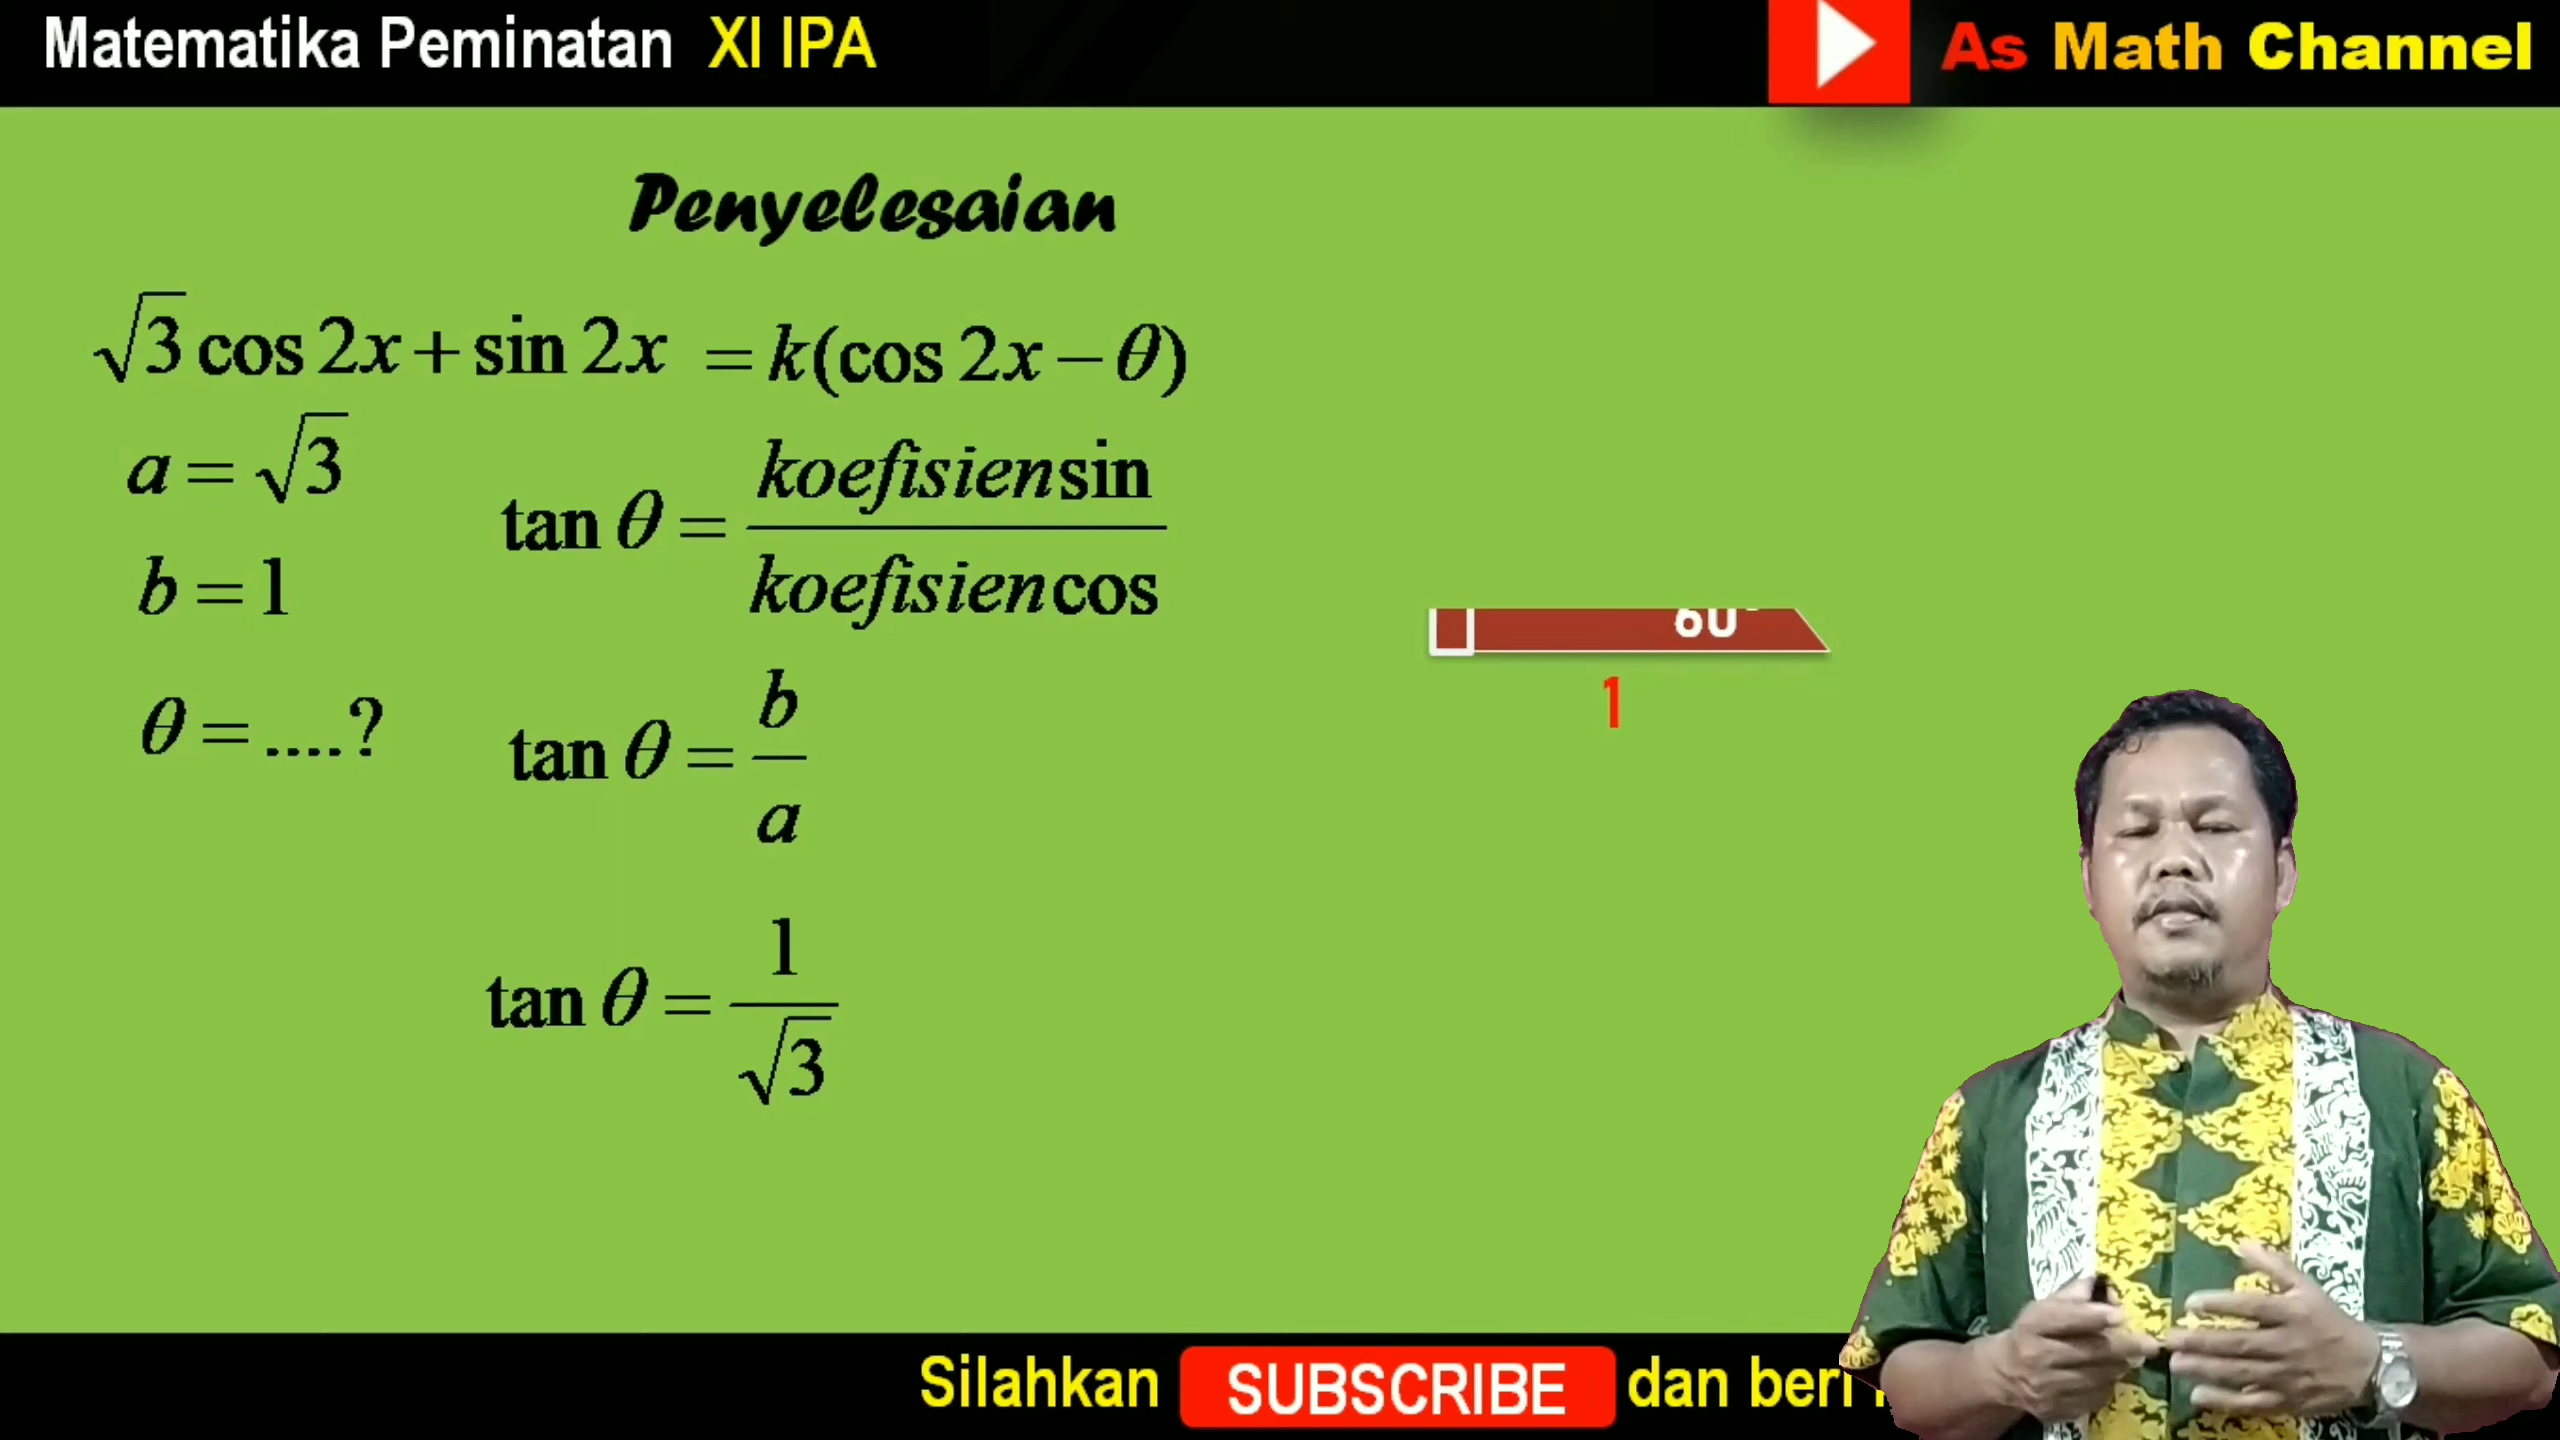 Matematika Peminatan XI IPA
As Math Channel
Penyelesaian
√3 cos 2x + sin 2x = k(cos 2x − θ)
a = √3
b = 1
θ = ....?
tan θ = koefisien sin / koefisien cos
tan θ = b / a
tan θ = 1 / √3
60°
1
Silahkan SUBSCRIBE dan beri